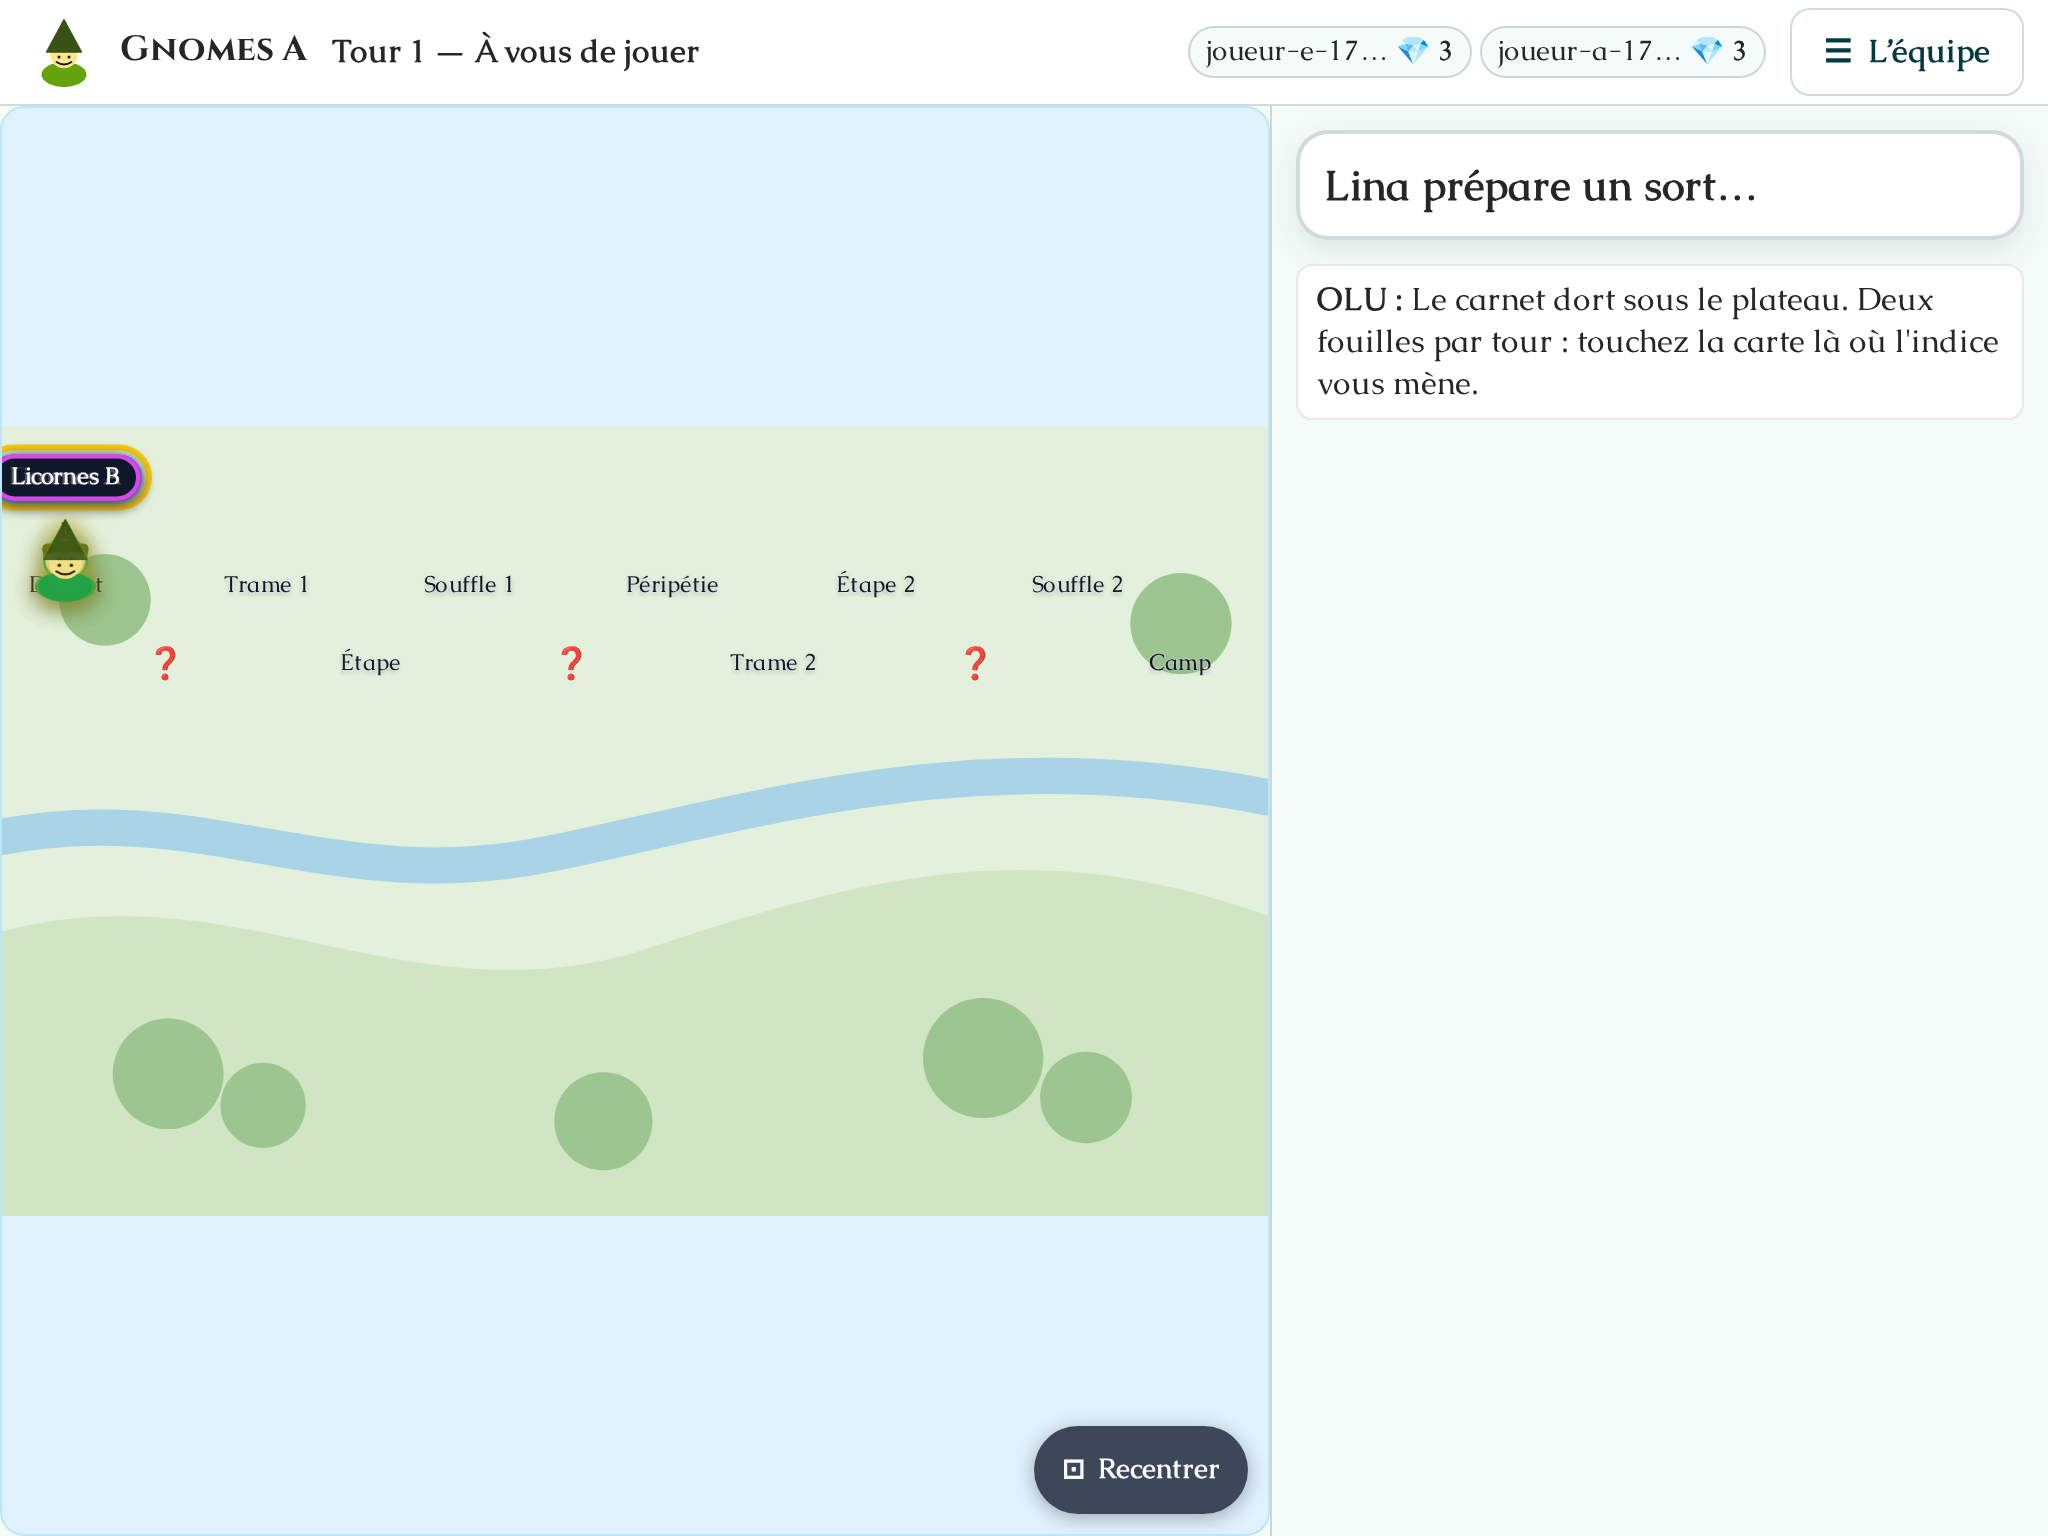 Gnomes A Tour 1 — À vous de jouer
joueur-e-17… 3 joueur-a-17… 3
☰ L’équipe
Lina prépare un sort…
OLU : Le carnet dort sous le plateau. Deux
fouilles par tour : touchez la carte là où l'indice
vous mène.
Licornes B
Trame 1 Souffle 1 Péripétie Étape 2 Souffle 2
❓ Étape ❓ Trame 2 ❓ Camp
Recentrer